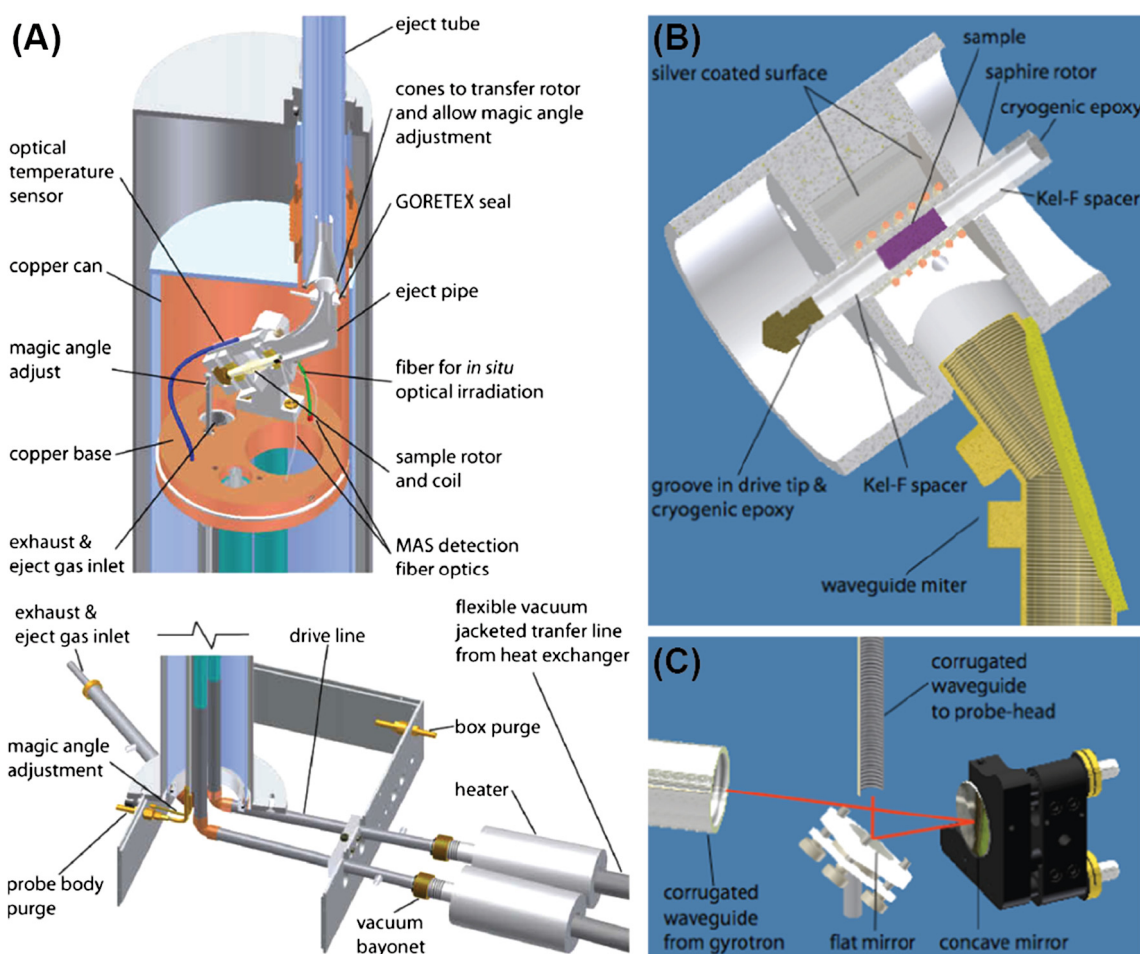 (A)
eject tube
cones to transfer rotor
and allow magic angle
adjustment
optical
temperature
sensor
GORETEX seal
copper can
eject pipe
magic angle
adjust
fiber for in situ
optical irradiation
copper base
sample rotor
and coil
exhaust &
eject gas inlet
MAS detection
fiber optics
exhaust &
eject gas inlet
drive line
flexible vacuum
jacketed tranfer line
from heat exchanger
magic angle
adjustment
box purge
heater
probe body
purge
vacuum
bayonet
(B)
sample
silver coated surface
saphire rotor
cryogenic epoxy
Kel-F spacer
groove in drive tip &
cryogenic epoxy
Kel-F spacer
waveguide miter
(C)
corrugated
waveguide
to probe-head
corrugated
waveguide
from gyrotron
flat mirror
concave mirror